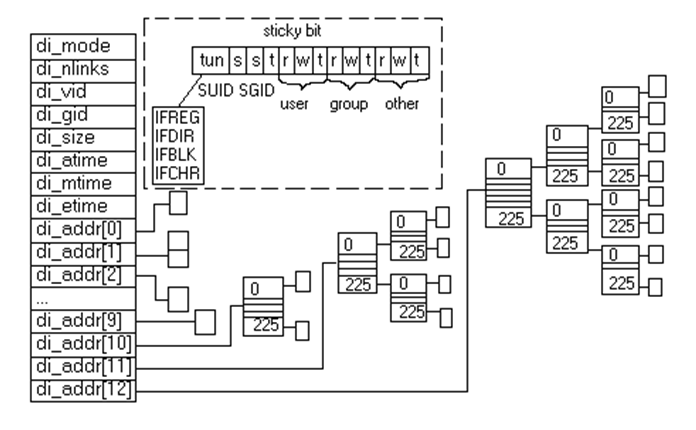 sticky bit
tun s s t r w t r w t r w t
SUID SGID
user group other
IFREG
IFDIR
IFBLK
IFCHR
di_mode
di_nlinks
di_vid
di_gid
di_size
di_atime
di_mtime
di_etime
di_addr[0]
di_addr[1]
di_addr[2]
...
di_addr[9]
di_addr[10]
di_addr[11]
di_addr[12]
0
225
0
225
0
225
0
225
0
225
0
225
0
225
0
225
0
225
0
225
0
225